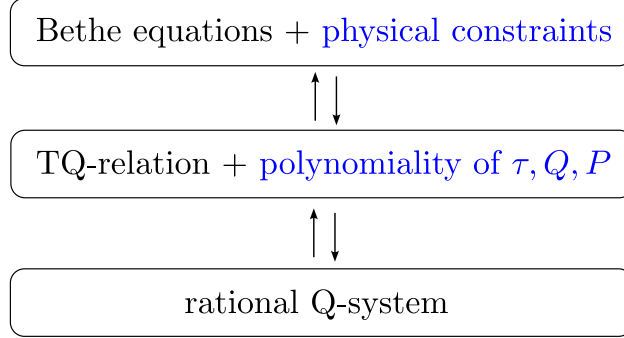 Bethe equations + physical constraints
TQ-relation + polynomiality of τ, Q, P
rational Q-system